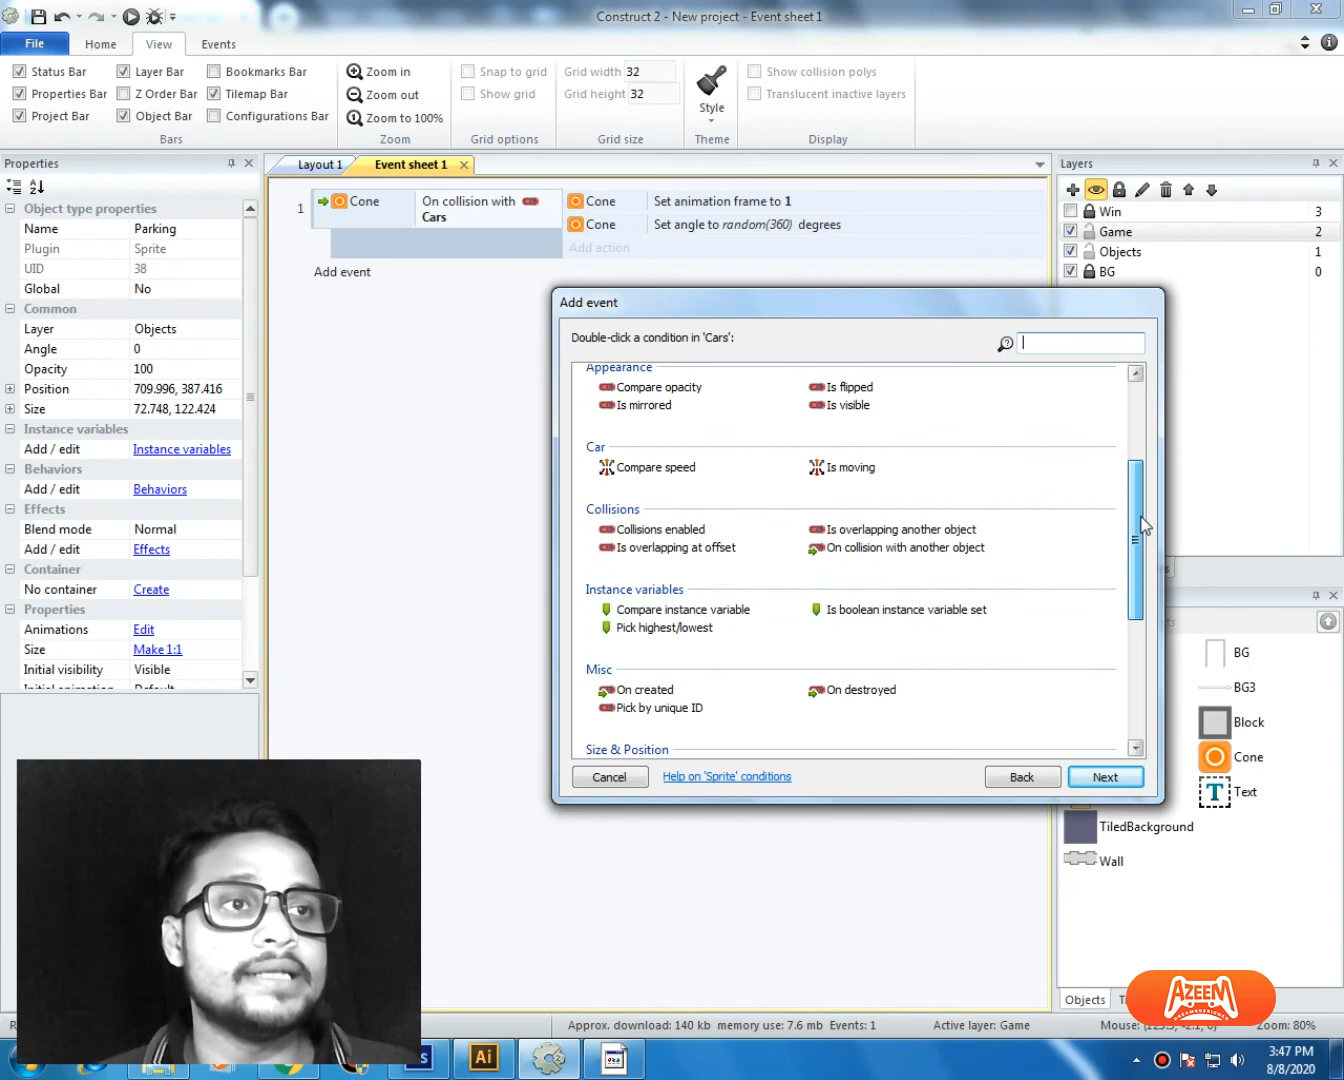 Construct 2 - New project - Event sheet 1
File
Home
View
Events
Status Bar
Layer Bar
Bookmarks Bar
Properties Bar
Z Order Bar
Tilemap Bar
Project Bar
Object Bar
Configurations Bar
Bars
Zoom in
Zoom out
Zoom to 100%
Zoom
Snap to grid
Show grid
Grid options
Grid width 32
Grid height 32
Grid size
Style
Theme
Show collision polys
Translucent inactive layers
Display
Properties
Object type properties
Name Parking
Plugin Sprite
UID 38
Global No
Common
Layer Objects
Angle 0
Opacity 100
Position 709.996, 387.416
Size 72.748, 122.424
Instance variables
Add / edit Instance variables
Behaviors
Add / edit Behaviors
Effects
Blend mode Normal
Add / edit Effects
Container
No container Create
Properties
Animations Edit
Size Make 1:1
Initial visibility Visible
Layout 1
Event sheet 1
1
Cone
On collision with
Cars
Cone Set animation frame to 1
Cone Set angle to random(360) degrees
Add action
Add event
Add event
Double-click a condition in 'Cars':
Appearance
Compare opacity
Is flipped
Is mirrored
Is visible
Car
Compare speed
Is moving
Collisions
Collisions enabled
Is overlapping another object
Is overlapping at offset
On collision with another object
Instance variables
Compare instance variable
Is boolean instance variable set
Pick highest/lowest
Misc
On created
On destroyed
Pick by unique ID
Size & Position
Cancel
Help on 'Sprite' conditions
Back
Next
Layers
Win 3
Game 2
Objects 1
BG 0
BG
BG3
Block
Cone
T Text
TiledBackground
Wall
AZEEM
Objects
Approx. download: 140 kb memory use: 7.6 mb Events: 1
Active layer: Game
Zoom: 80%
Ai
3:47 PM
8/8/2020